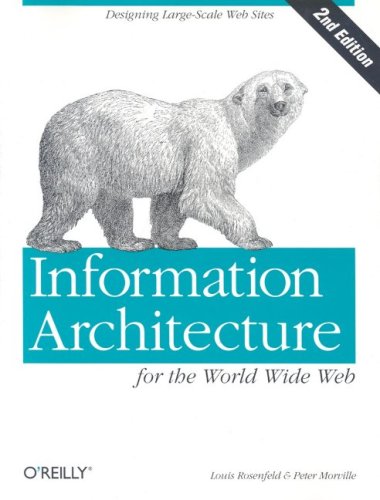 Designing Large-Scale Web Sites
2nd Edition
Information
Architecture
for the World Wide Web
O'REILLY®
Louis Rosenfeld & Peter Morville